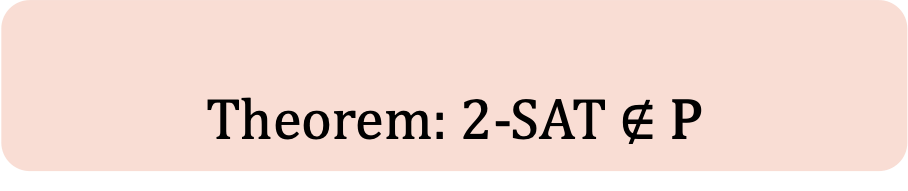 Theorem: 2-SAT ∉ P